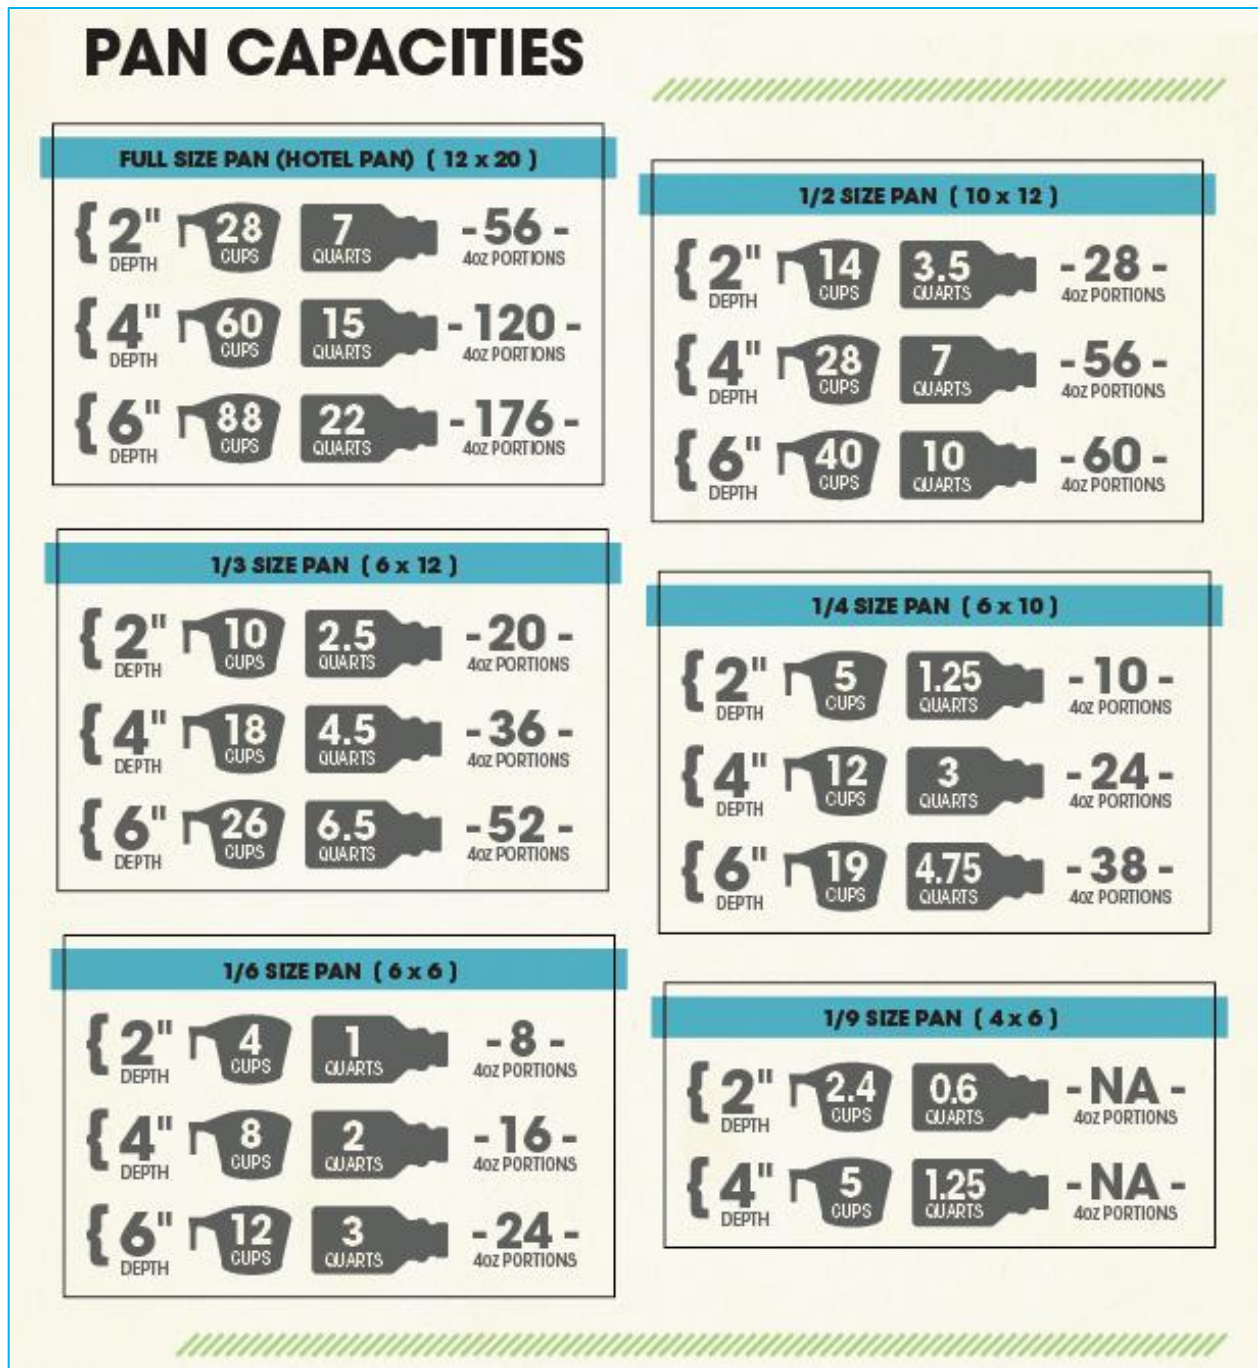 PAN CAPACITIES
FULL SIZE PAN (HOTEL PAN) ( 12 x 20 )
{ 2" DEPTH 28 CUPS 7 QUARTS - 56 - 4oz PORTIONS
{ 4" DEPTH 60 CUPS 15 QUARTS - 120 - 4oz PORTIONS
{ 6" DEPTH 88 CUPS 22 QUARTS - 176 - 4oz PORTIONS
1/2 SIZE PAN ( 10 x 12 )
{ 2" DEPTH 14 CUPS 3.5 QUARTS - 28 - 4oz PORTIONS
{ 4" DEPTH 28 CUPS 7 QUARTS - 56 - 4oz PORTIONS
{ 6" DEPTH 40 CUPS 10 QUARTS - 60 - 4oz PORTIONS
1/3 SIZE PAN ( 6 x 12 )
{ 2" DEPTH 10 CUPS 2.5 QUARTS - 20 - 4oz PORTIONS
{ 4" DEPTH 18 CUPS 4.5 QUARTS - 36 - 4oz PORTIONS
{ 6" DEPTH 26 CUPS 6.5 QUARTS - 52 - 4oz PORTIONS
1/4 SIZE PAN ( 6 x 10 )
{ 2" DEPTH 5 CUPS 1.25 QUARTS - 10 - 4oz PORTIONS
{ 4" DEPTH 12 CUPS 3 QUARTS - 24 - 4oz PORTIONS
{ 6" DEPTH 19 CUPS 4.75 QUARTS - 38 - 4oz PORTIONS
1/6 SIZE PAN ( 6 x 6 )
{ 2" DEPTH 4 CUPS 1 QUARTS - 8 - 4oz PORTIONS
{ 4" DEPTH 8 CUPS 2 QUARTS - 16 - 4oz PORTIONS
{ 6" DEPTH 12 CUPS 3 QUARTS - 24 - 4oz PORTIONS
1/9 SIZE PAN ( 4 x 6 )
{ 2" DEPTH 2.4 CUPS 0.6 QUARTS - NA - 4oz PORTIONS
{ 4" DEPTH 5 CUPS 1.25 QUARTS - NA - 4oz PORTIONS